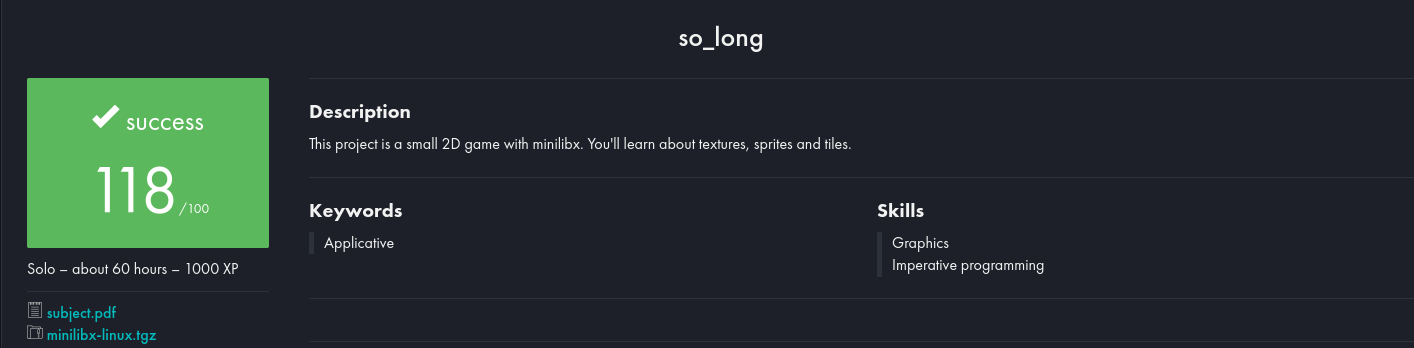 so_long
success
118 /100
Solo – about 60 hours – 1000 XP
subject.pdf
minilibx-linux.tgz
Description
This project is a small 2D game with minilibx. You'll learn about textures, sprites and tiles.
Keywords
Applicative
Skills
Graphics
Imperative programming